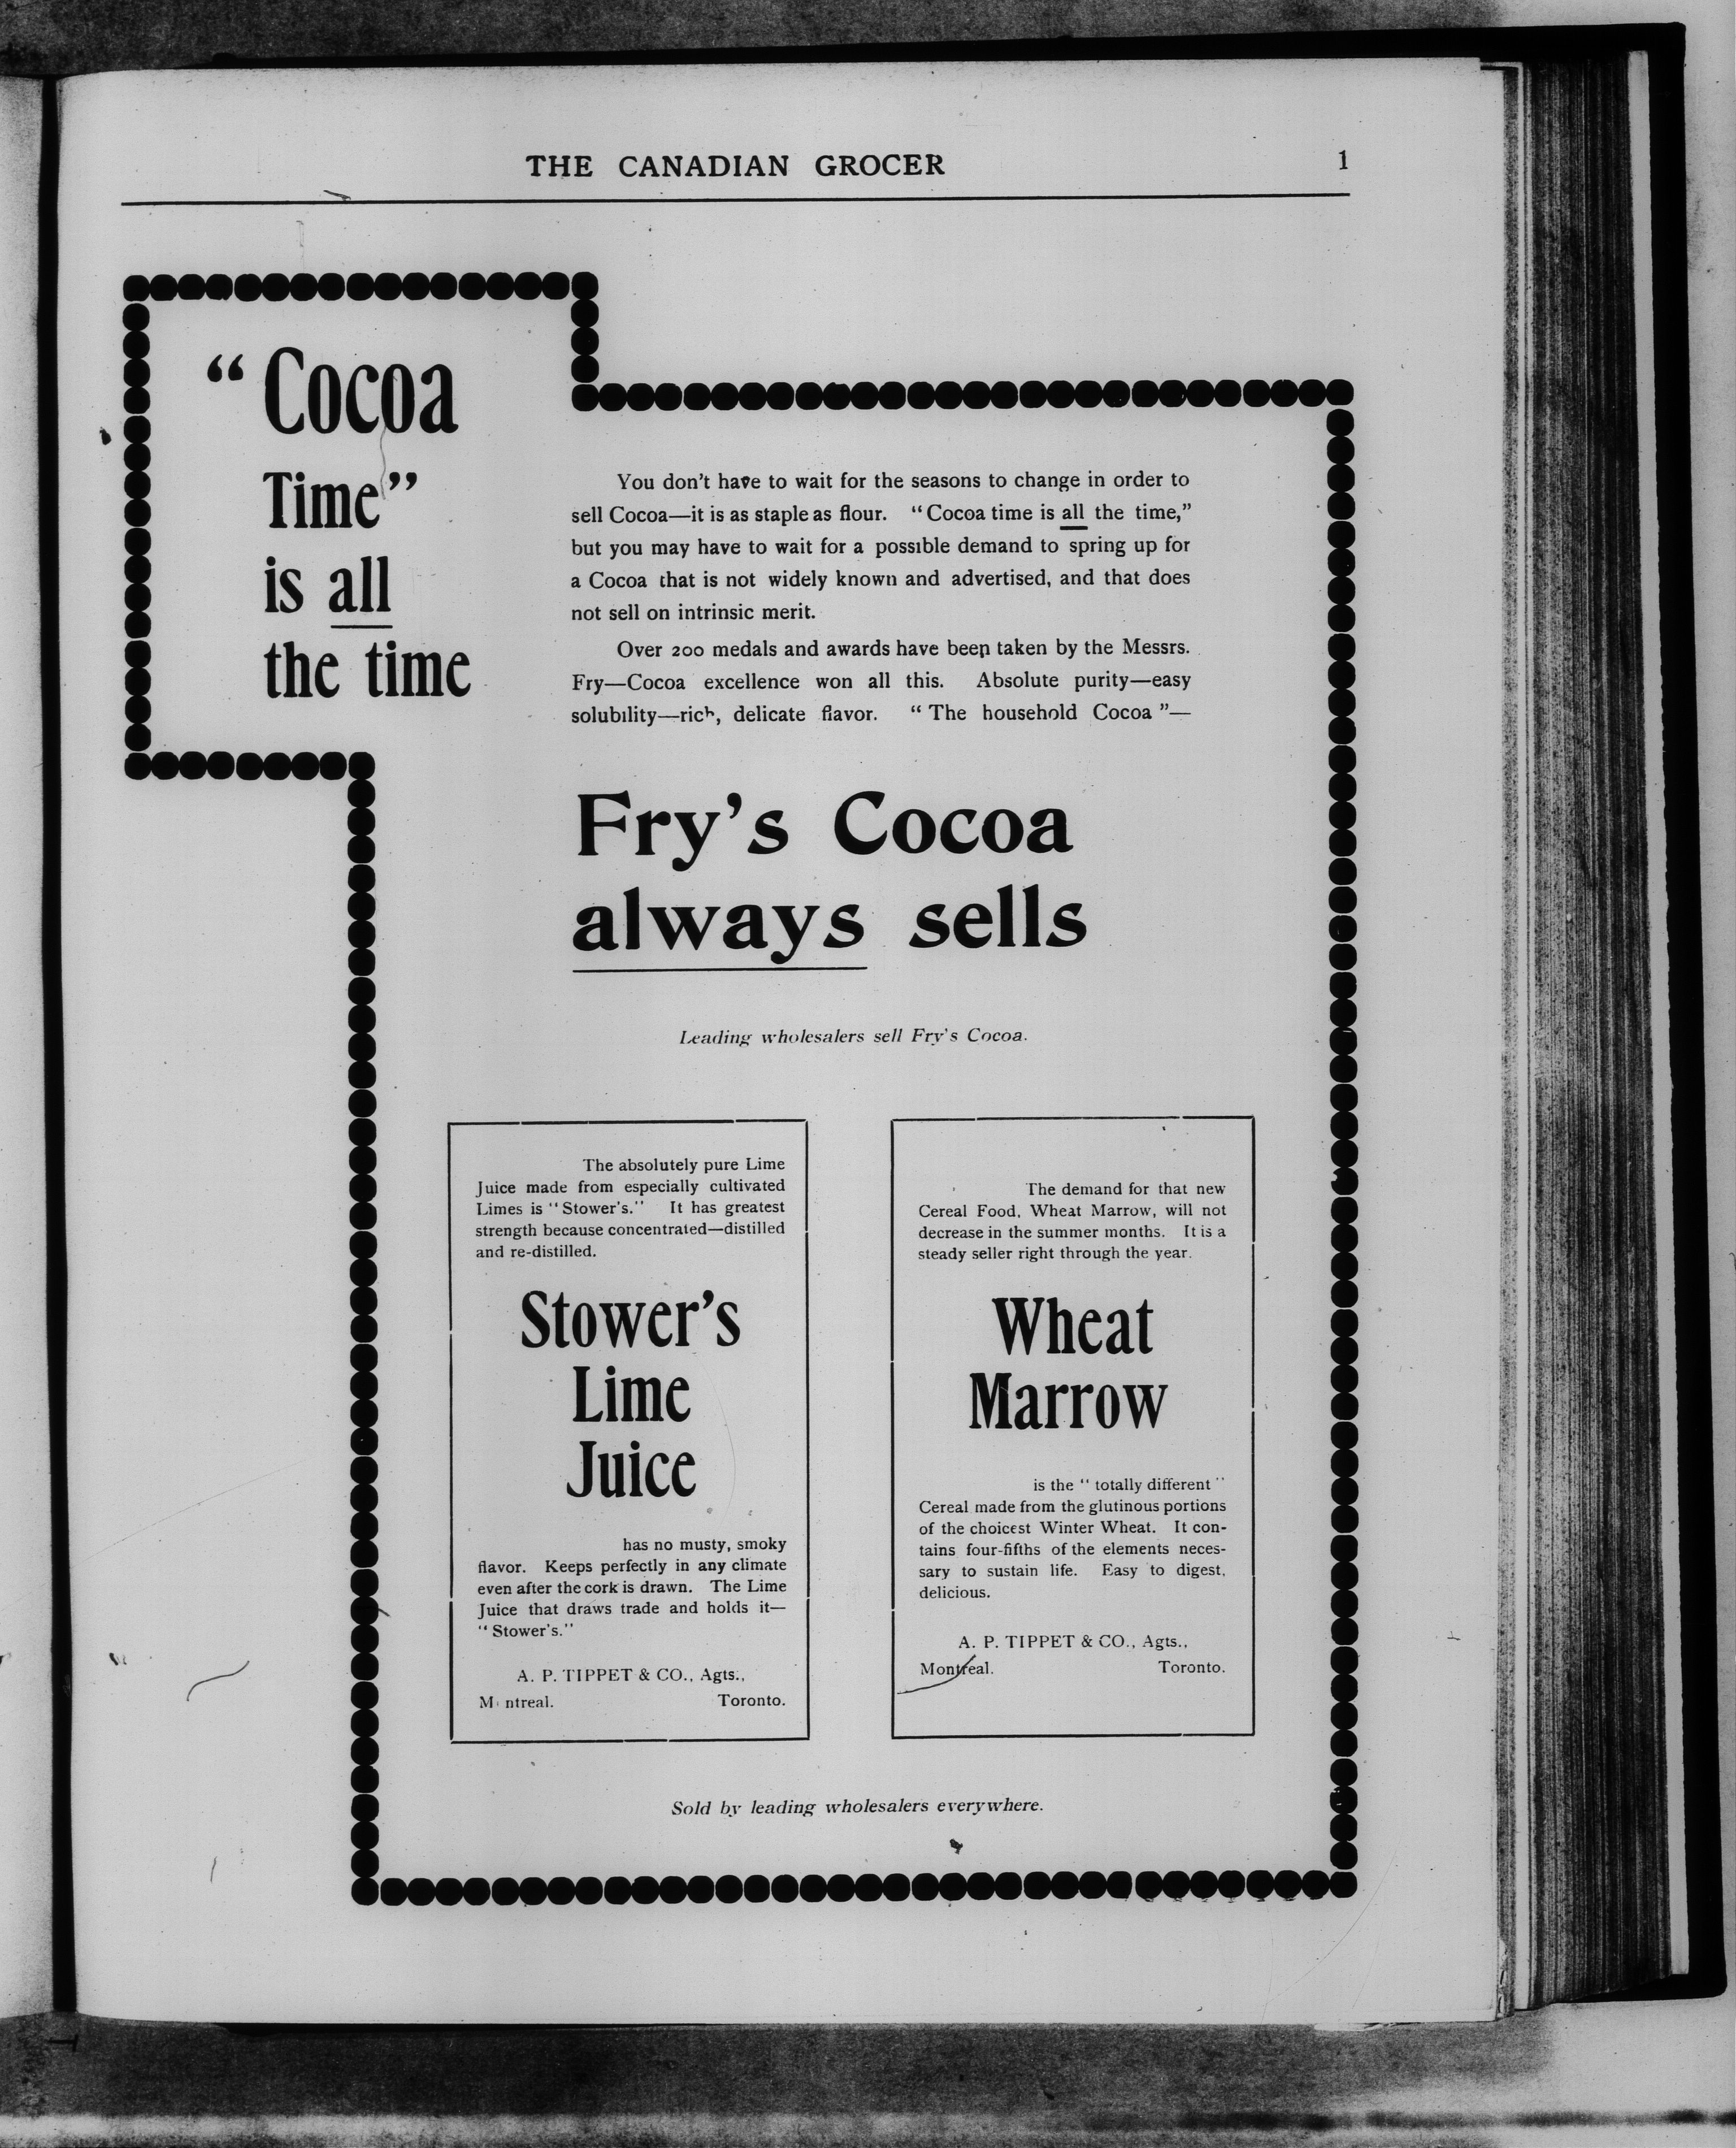 THE CANADIAN GROCER 1
“Cocoa
Time”
is all
the time
You don't have to wait for the seasons to change in order to
sell Cocoa—it is as staple as flour. “Cocoa time is all the time,”
but you may have to wait for a possible demand to spring up for
a Cocoa that is not widely known and advertised, and that does
not sell on intrinsic merit.
Over 200 medals and awards have been taken by the Messrs.
Fry—Cocoa excellence won all this. Absolute purity—easy
solubility—rich, delicate flavor. “The household Cocoa”—
Fry's Cocoa
always sells
Leading wholesalers sell Fry's Cocoa.
The absolutely pure Lime
Juice made from especially cultivated
Limes is “Stower's.” It has greatest
strength because concentrated—distilled
and re-distilled.
Stower's
Lime
Juice
has no musty, smoky
flavor. Keeps perfectly in any climate
even after the cork is drawn. The Lime
Juice that draws trade and holds it—
“Stower's.”
A. P. TIPPET & CO., Agts.,
Montreal. Toronto.
The demand for that new
Cereal Food, Wheat Marrow, will not
decrease in the summer months. It is a
steady seller right through the year.
Wheat
Marrow
is the “totally different”
Cereal made from the glutinous portions
of the choicest Winter Wheat. It con-
tains four-fifths of the elements neces-
sary to sustain life. Easy to digest,
delicious.
A. P. TIPPET & CO., Agts.,
Montreal. Toronto.
Sold by leading wholesalers everywhere.